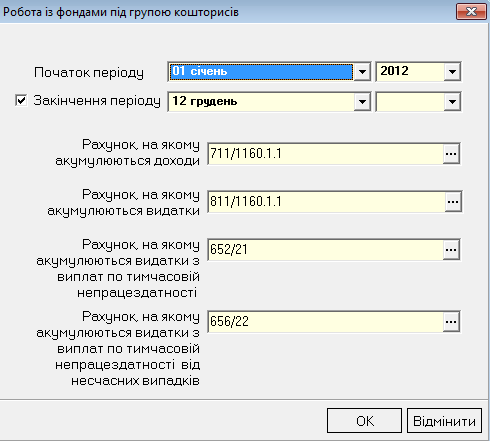 Робота із фондами під групою кошторисів
Початок періоду 01 січень 2012
Закінчення періоду 12 грудень
Рахунок, на якому
акумулюються доходи
711/1160.1.1
Рахунок, на якому
акумулюються видатки
811/1160.1.1
Рахунок, на якому
акумулюються видатки з
виплат по тимчасовій
непрацездатності
652/21
Рахунок, на якому
акумулюються видатки з
виплат по тимчасовій
непрацездатності від
несчасних випадків
656/22
OK Відмінити